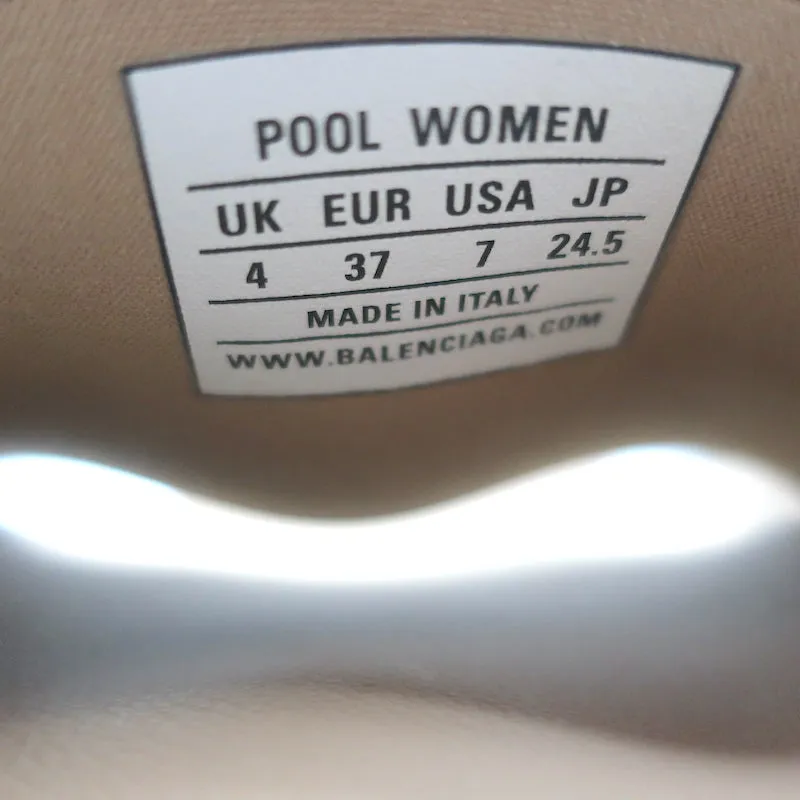 POOL WOMEN
UK EUR USA JP
4 37 7 24.5
MADE IN ITALY
WWW.BALENCIAGA.COM